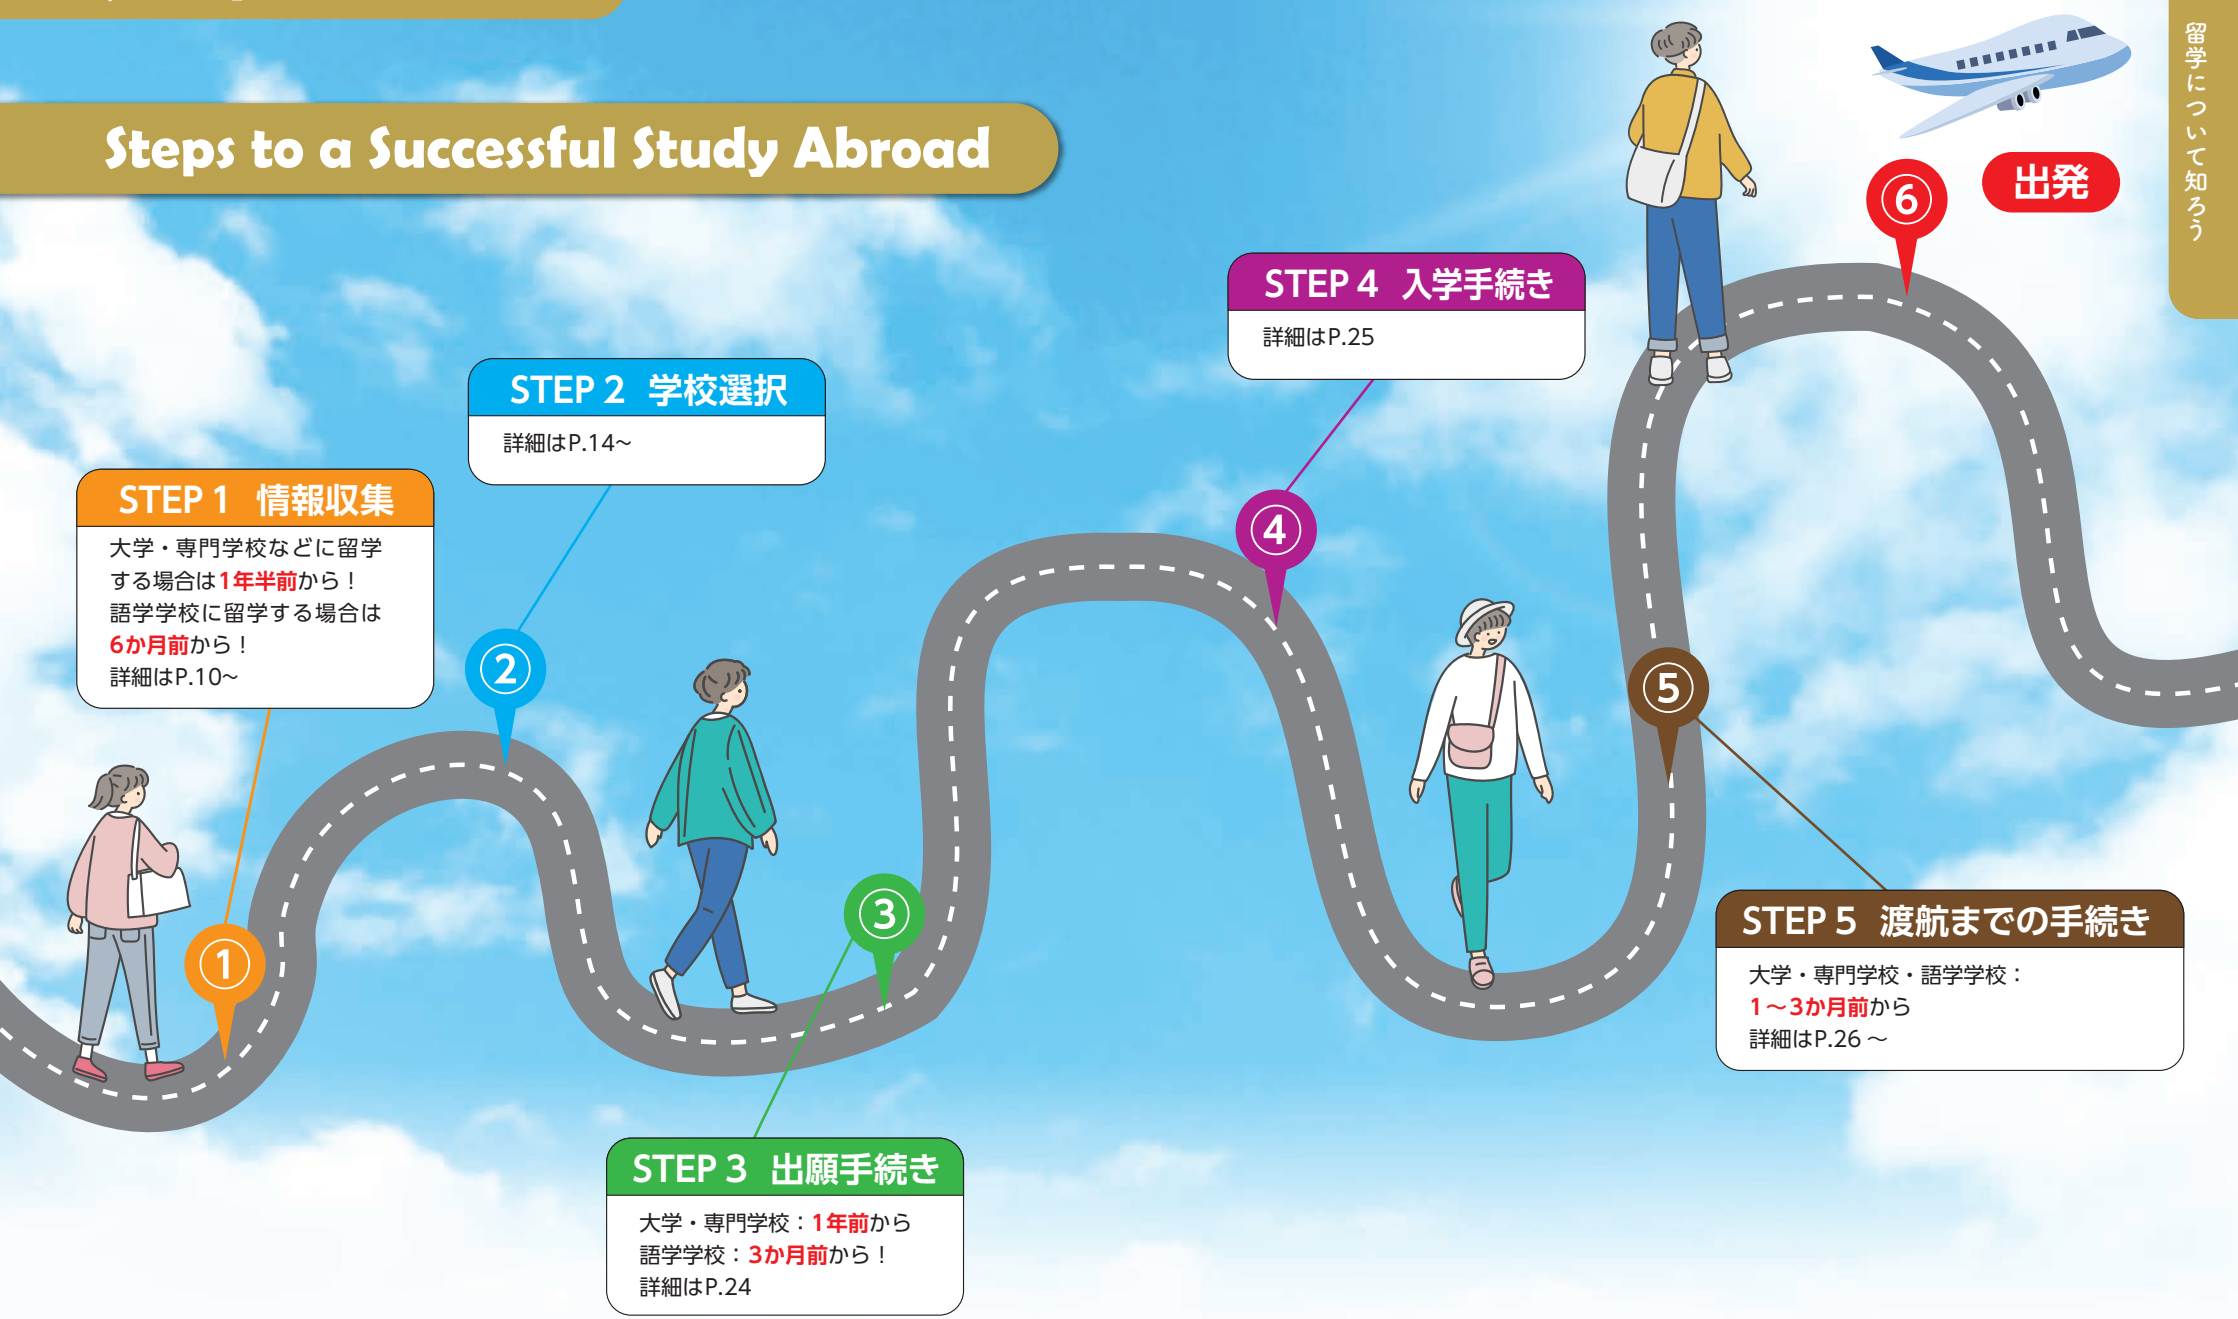 Steps to a Successful Study Abroad
留学について知ろう
STEP 1 情報収集
大学・専門学校などに留学
する場合は1年半前から！
語学学校に留学する場合は
6か月前から！
詳細はP.10~
①
STEP 2 学校選択
詳細はP.14~
②
③
STEP 3 出願手続き
大学・専門学校：1年前から
語学学校：3か月前から！
詳細はP.24
STEP 4 入学手続き
詳細はP.25
④
⑤
STEP 5 渡航までの手続き
大学・専門学校・語学学校：
1～3か月前から
詳細はP.26～
⑥
出発